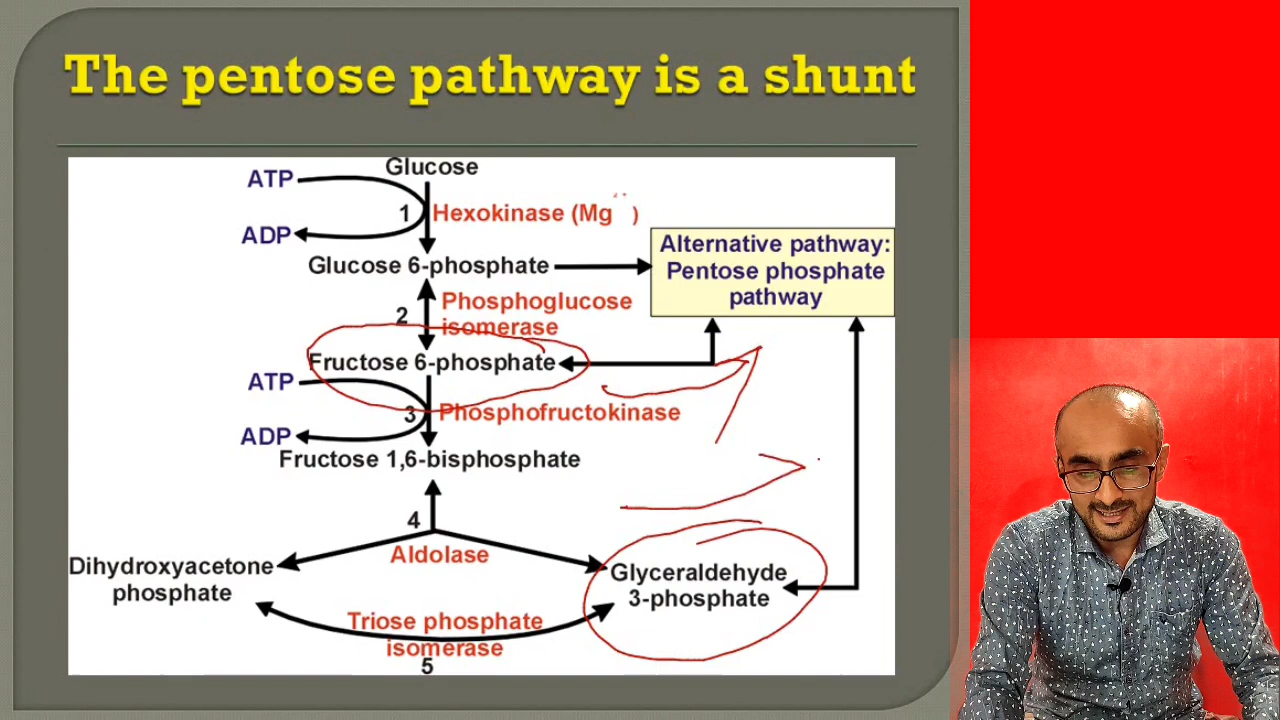 The pentose pathway is a shunt
Glucose
ATP
1
Hexokinase (Mg²⁺)
ADP
Glucose 6-phosphate
Alternative pathway:
Pentose phosphate
pathway
2
Phosphoglucose
isomerase
Fructose 6-phosphate
ATP
3
Phosphofructokinase
ADP
Fructose 1,6-bisphosphate
4
Aldolase
Dihydroxyacetone
phosphate
Glyceraldehyde
3-phosphate
Triose phosphate
isomerase
5